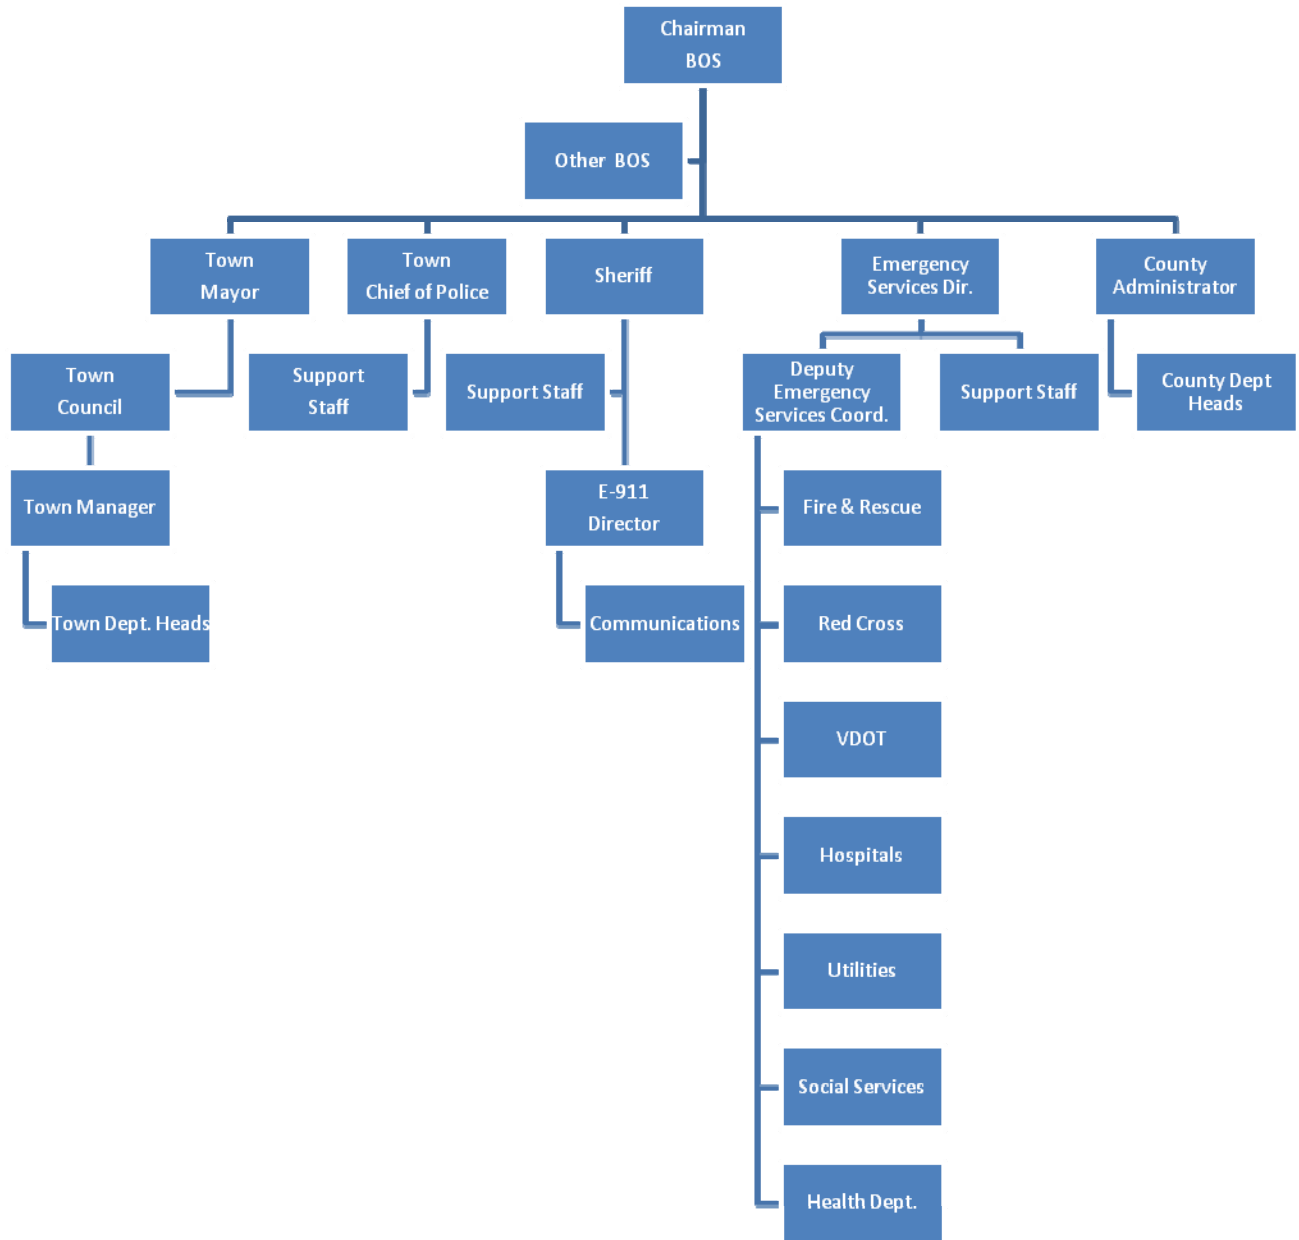 Chairman
BOS
Other BOS
Town
Mayor
Town
Chief of Police
Sheriff
Emergency
Services Dir.
County
Administrator
Town
Council
Support
Staff
Support Staff
Deputy
Emergency
Services Coord.
Support Staff
County Dept
Heads
Town Manager
E-911
Director
Fire & Rescue
Town Dept. Heads
Communications
Red Cross
VDOT
Hospitals
Utilities
Social Services
Health Dept.